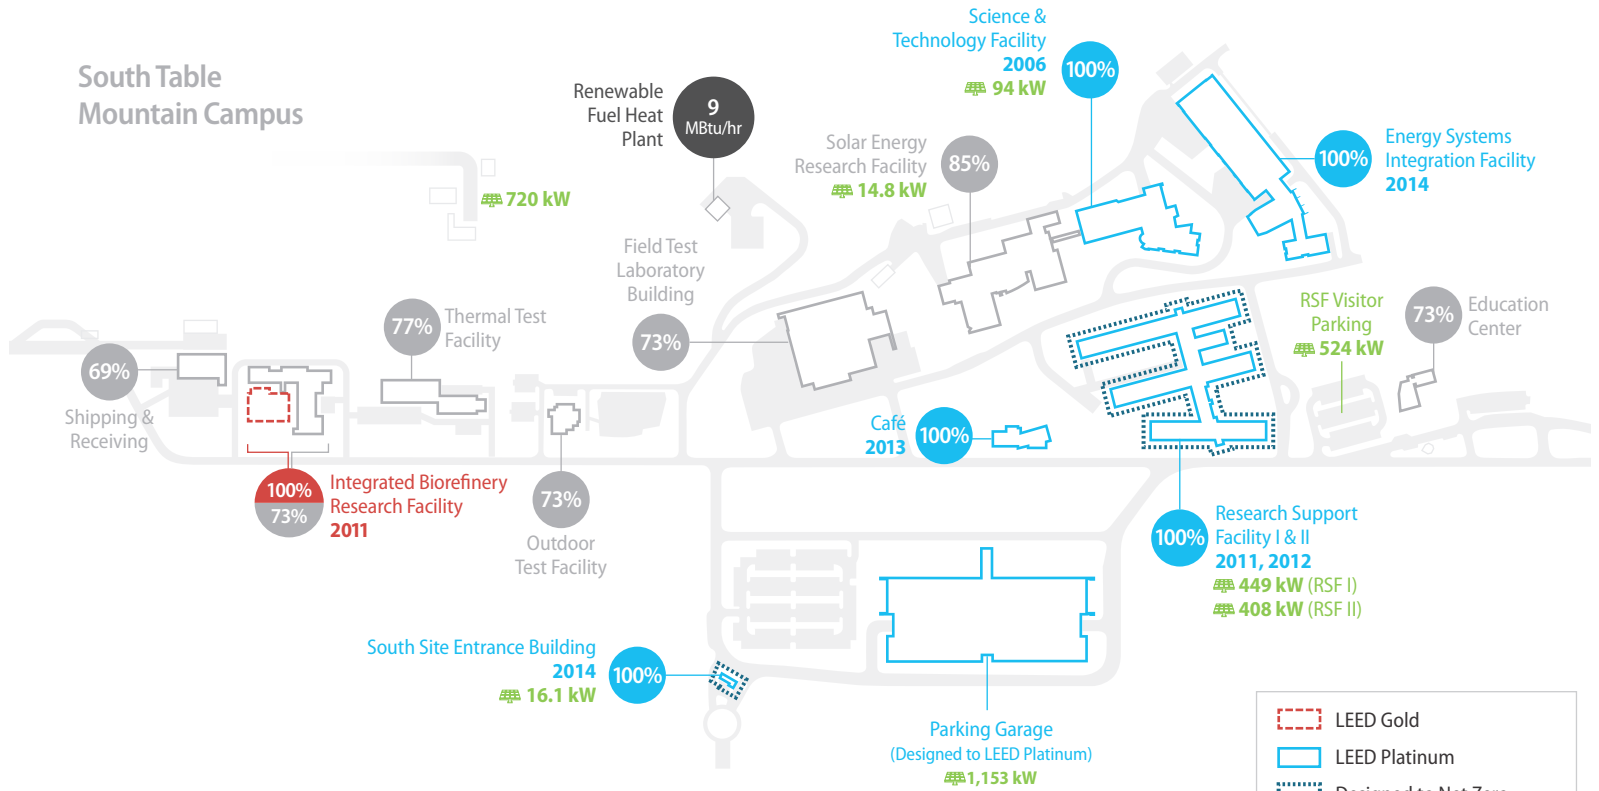 South Table
Mountain Campus
Science &
Technology Facility
2006
94 kW
100%
Renewable
Fuel Heat
Plant
9
MBtu/hr
Solar Energy
Research Facility
14.8 kW
85%
100%
Energy Systems
Integration Facility
2014
720 kW
Field Test
Laboratory
Building
73%
Thermal Test
Facility
77%
RSF Visitor
Parking
524 kW
73%
Education
Center
69%
Shipping &
Receiving
Café
2013
100%
100%
73%
Integrated Biorefinery
Research Facility
2011
73%
Outdoor
Test Facility
100%
Research Support
Facility I & II
2011, 2012
449 kW (RSF I)
408 kW (RSF II)
South Site Entrance Building
2014
16.1 kW
100%
Parking Garage
(Designed to LEED Platinum)
1,153 kW
LEED Gold
LEED Platinum
Designed to Net Zero